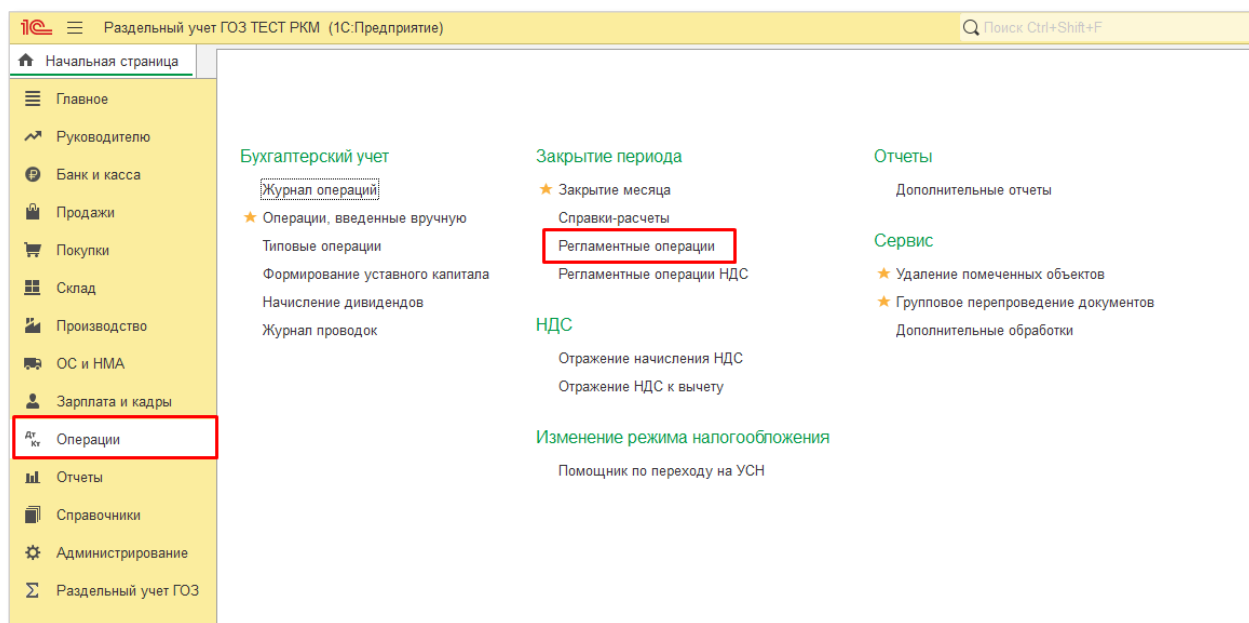 1С Раздельный учет ГОЗ ТЕСТ РКМ (1С:Предприятие) Поиск Ctrl+Shift+F
Начальная страница
Главное
Руководителю
Банк и касса
Продажи
Покупки
Склад
Производство
ОС и НМА
Зарплата и кадры
Дт Кт Операции
Отчеты
Справочники
Администрирование
Раздельный учет ГОЗ
Бухгалтерский учет
Журнал операций
Операции, введенные вручную
Типовые операции
Формирование уставного капитала
Начисление дивидендов
Журнал проводок
Закрытие периода
Закрытие месяца
Справки-расчеты
Регламентные операции
Регламентные операции НДС
НДС
Отражение начисления НДС
Отражение НДС к вычету
Изменение режима налогообложения
Помощник по переходу на УСН
Отчеты
Дополнительные отчеты
Сервис
Удаление помеченных объектов
Групповое перепроведение документов
Дополнительные обработки